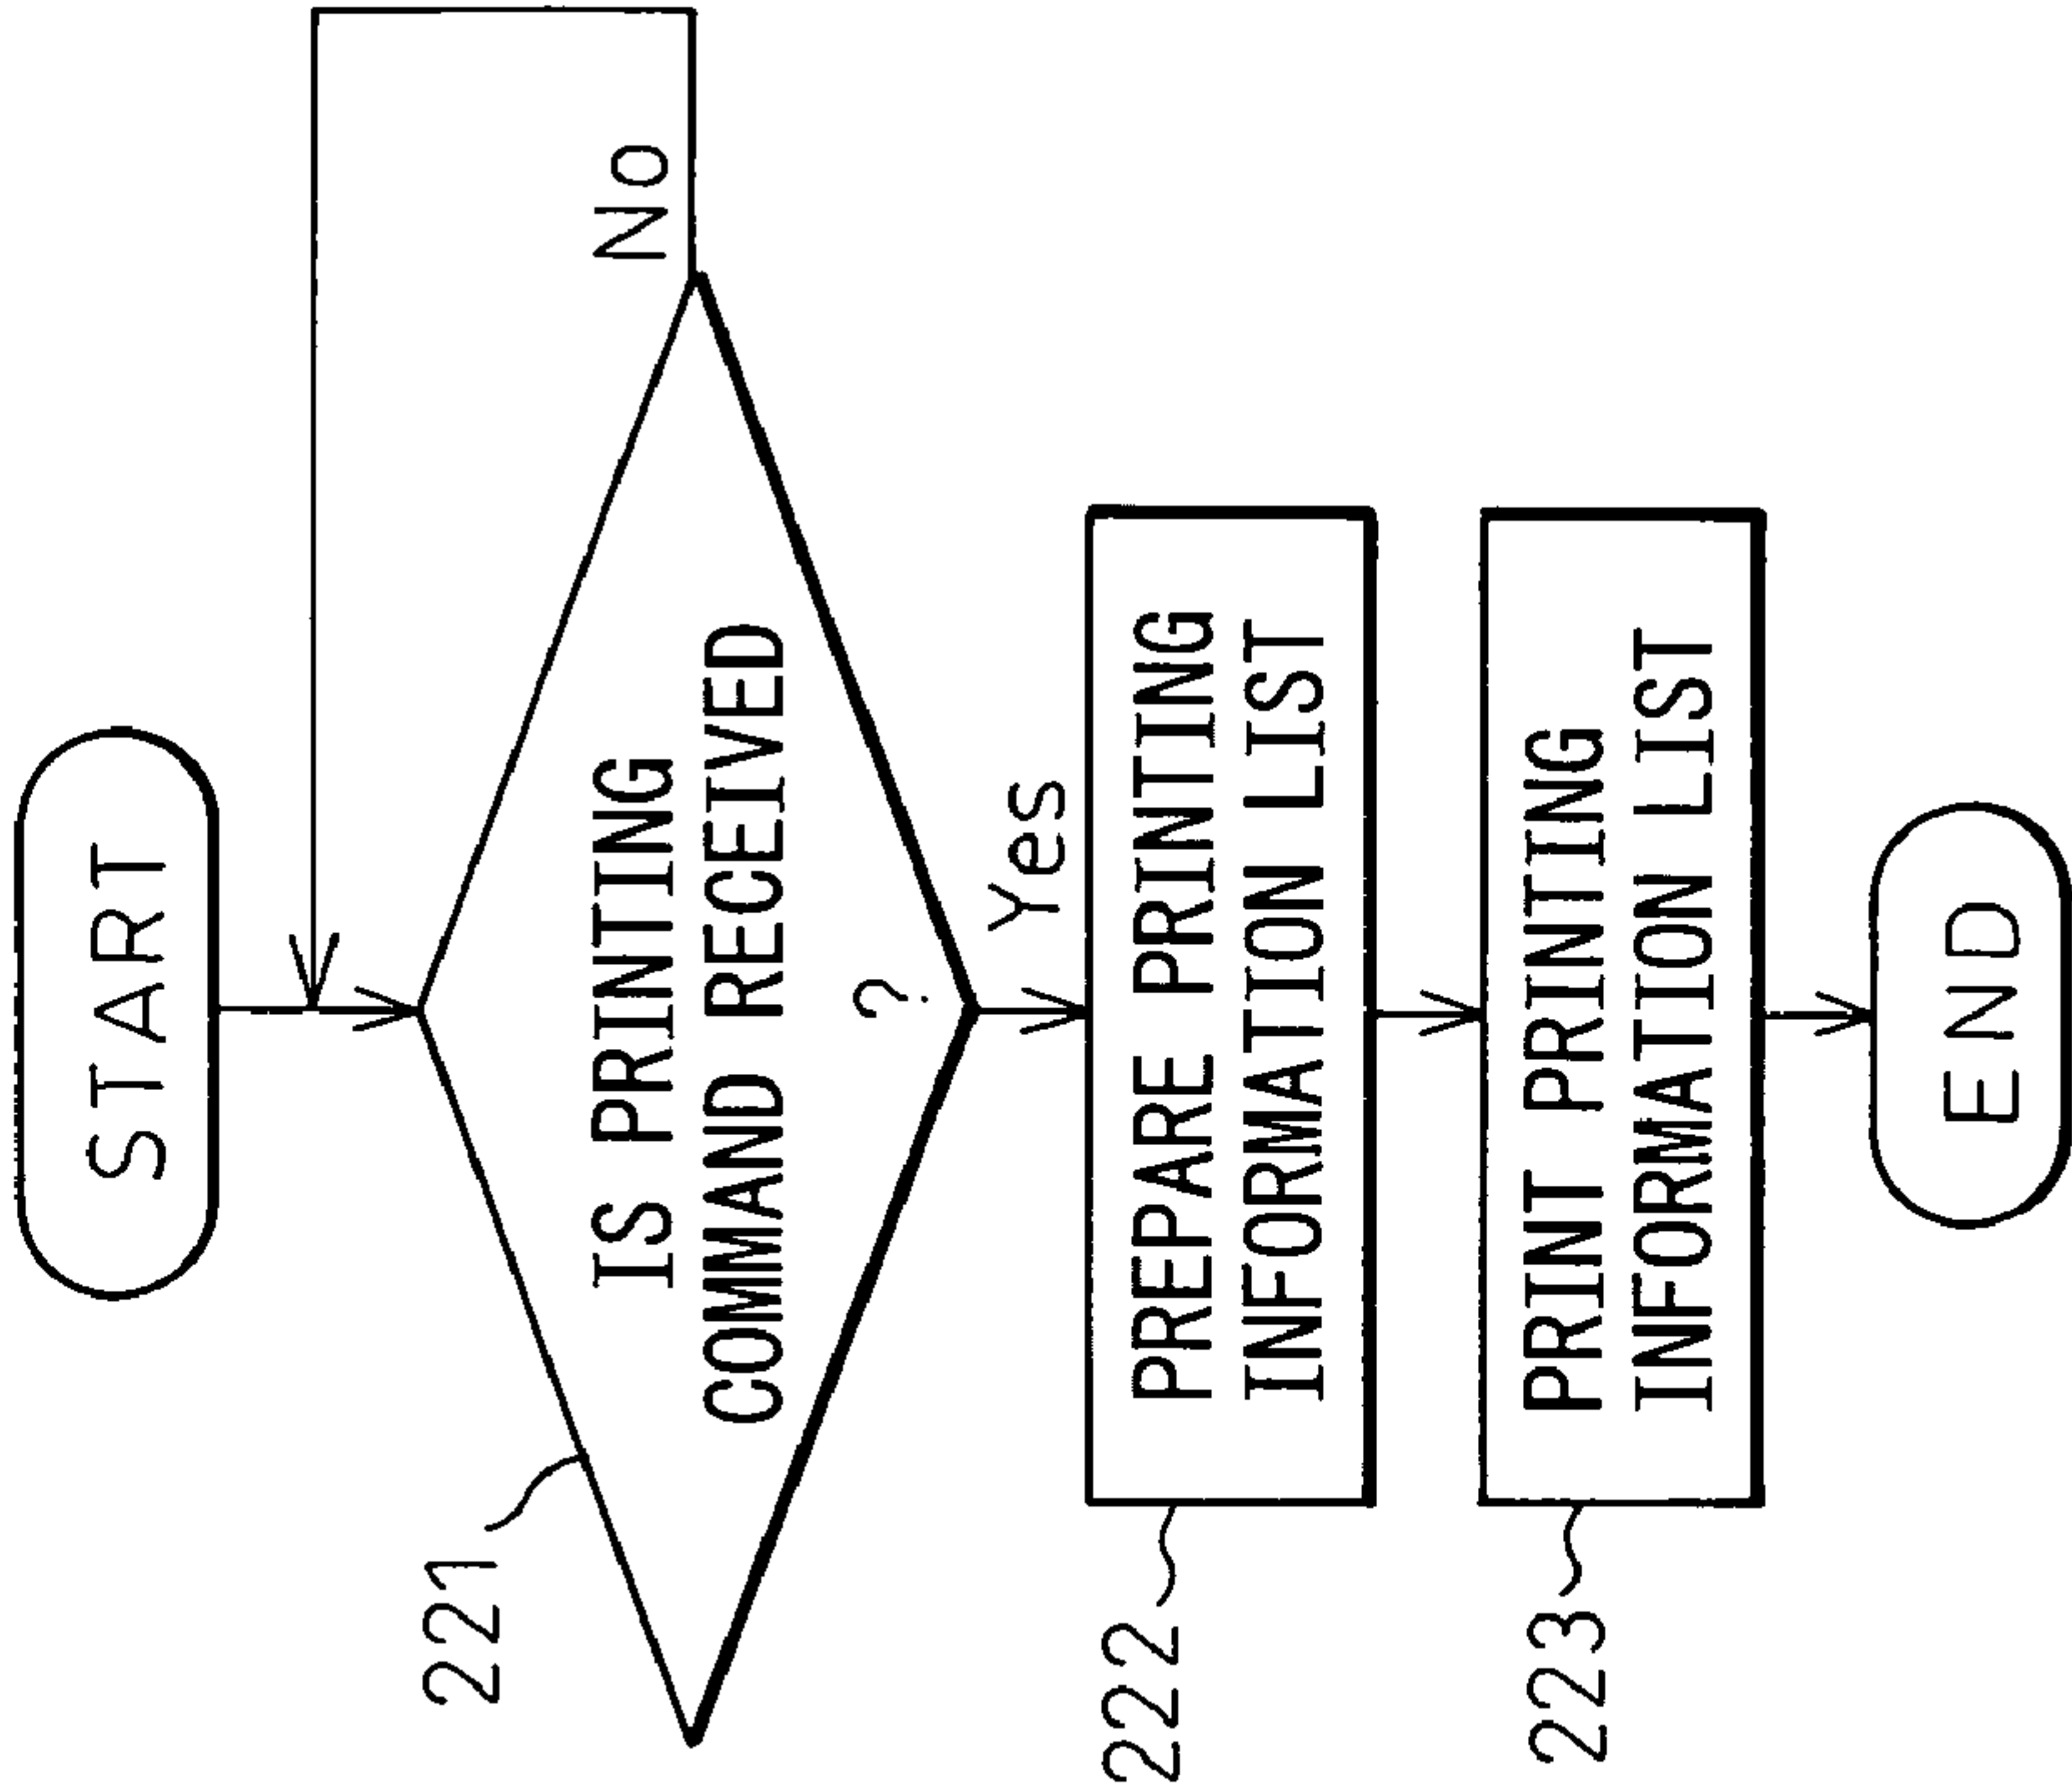 START
No
221
IS PRINTING
COMMAND RECEIVED
?
Yes
222
PREPARE PRINTING
INFORMATION LIST
223
PRINT PRINTING
INFORMATION LIST
END